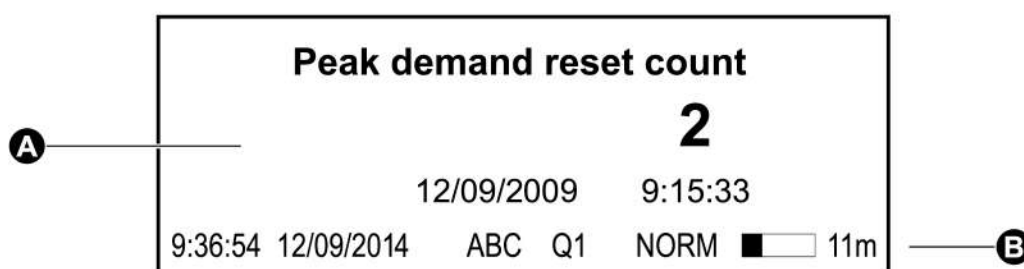 Peak demand reset count
2
A
12/09/2009 9:15:33
9:36:54 12/09/2014 ABC Q1 NORM 11m B